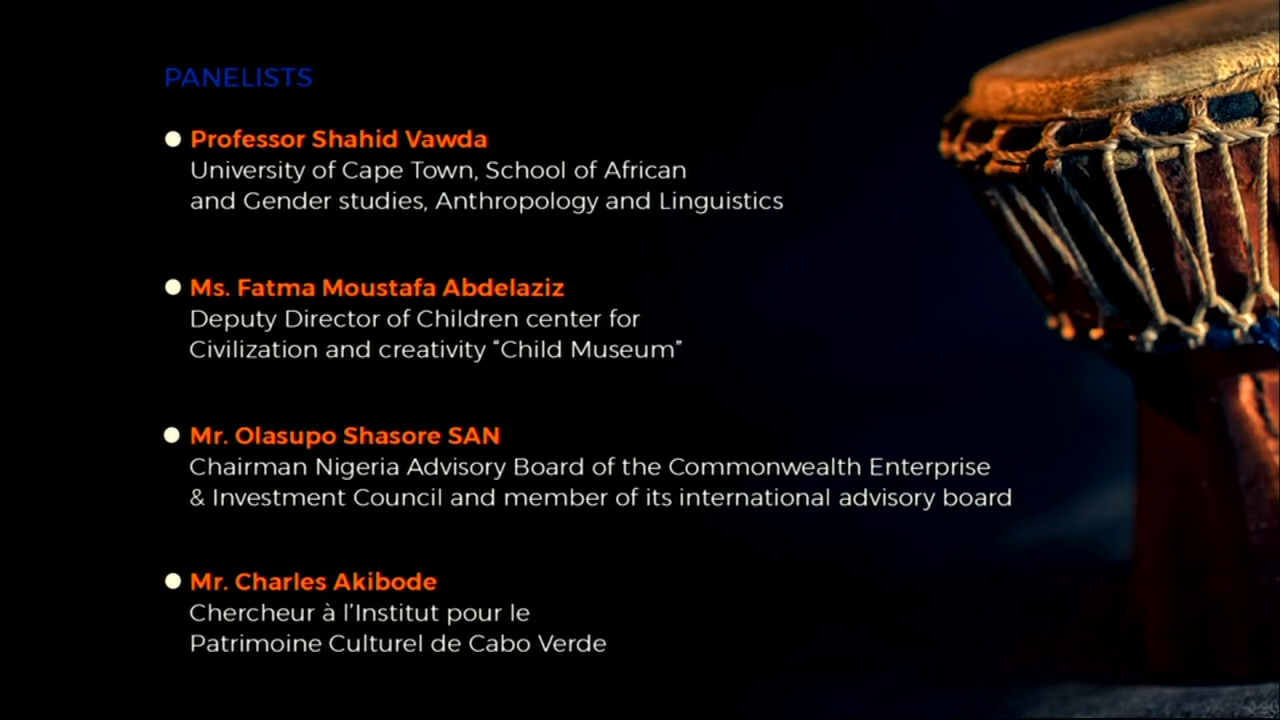 PANELISTS
Professor Shahid Vawda
University of Cape Town, School of African
and Gender studies, Anthropology and Linguistics
Ms. Fatma Moustafa Abdelaziz
Deputy Director of Children center for
Civilization and creativity “Child Museum”
Mr. Olasupo Shasore SAN
Chairman Nigeria Advisory Board of the Commonwealth Enterprise
& Investment Council and member of its international advisory board
Mr. Charles Akibode
Chercheur à l’Institut pour le
Patrimoine Culturel de Cabo Verde